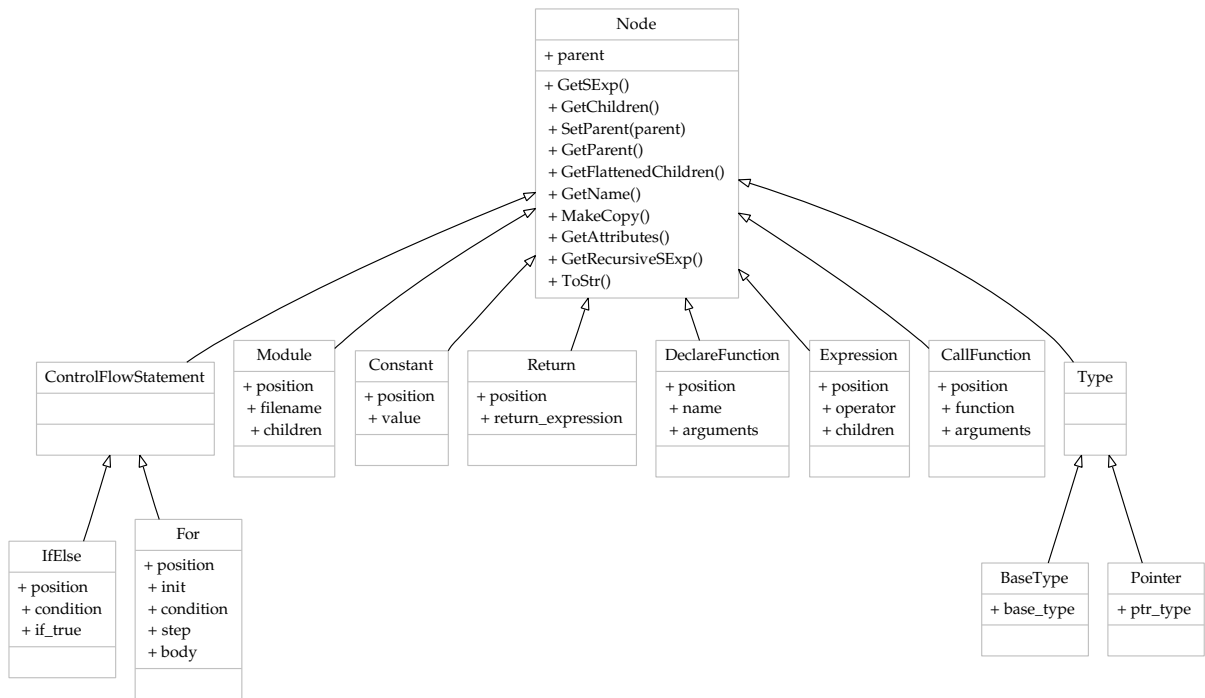 Node
+ parent
+ GetSExp()
+ GetChildren()
+ SetParent(parent)
+ GetParent()
+ GetFlattenedChildren()
+ GetName()
+ MakeCopy()
+ GetAttributes()
+ GetRecursiveSExp()
+ ToStr()
ControlFlowStatement
Module
+ position
+ filename
+ children
Constant
+ position
+ value
Return
+ position
+ return_expression
DeclareFunction
+ position
+ name
+ arguments
Expression
+ position
+ operator
+ children
CallFunction
+ position
+ function
+ arguments
Type
IfElse
+ position
+ condition
+ if_true
For
+ position
+ init
+ condition
+ step
+ body
BaseType
+ base_type
Pointer
+ ptr_type